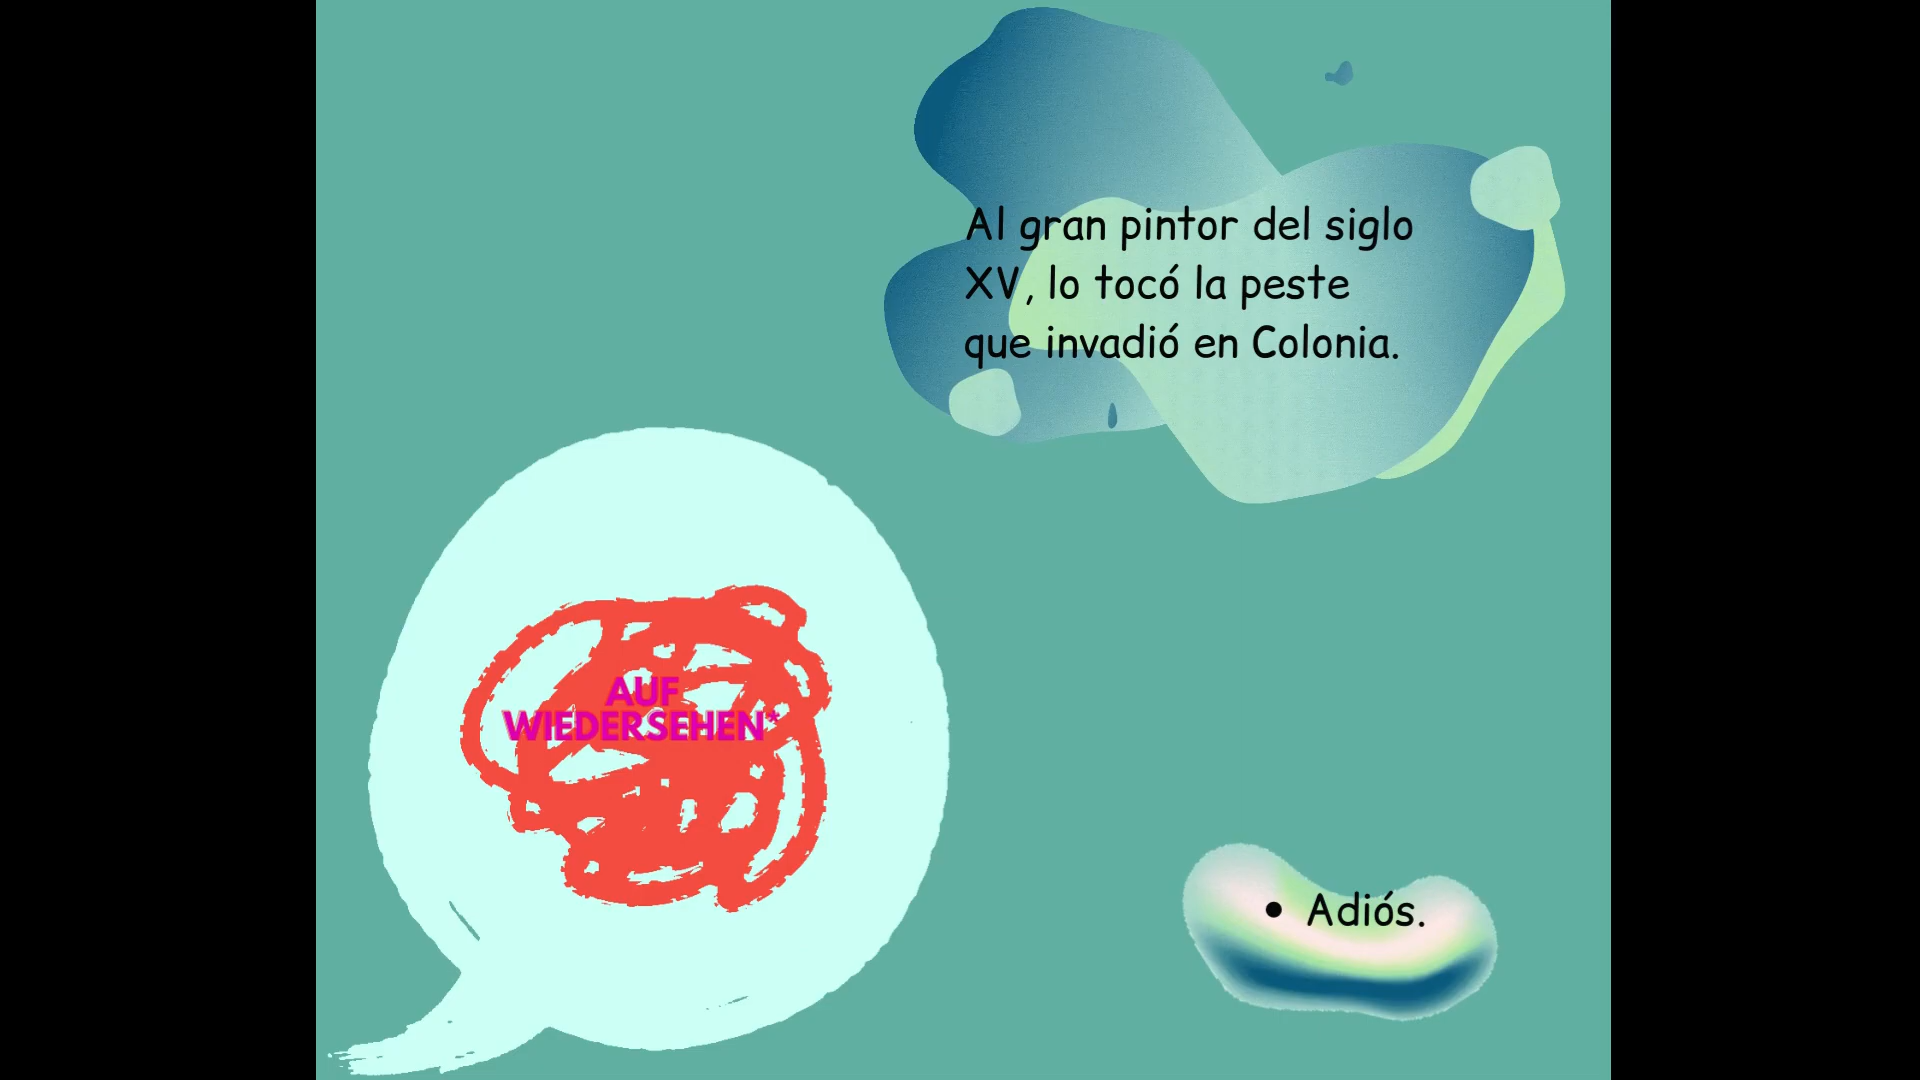 Al gran pintor del siglo
XV, lo tocó la peste
que invadió en Colonia.
AUF
WIEDERSEHEN*
• Adiós.